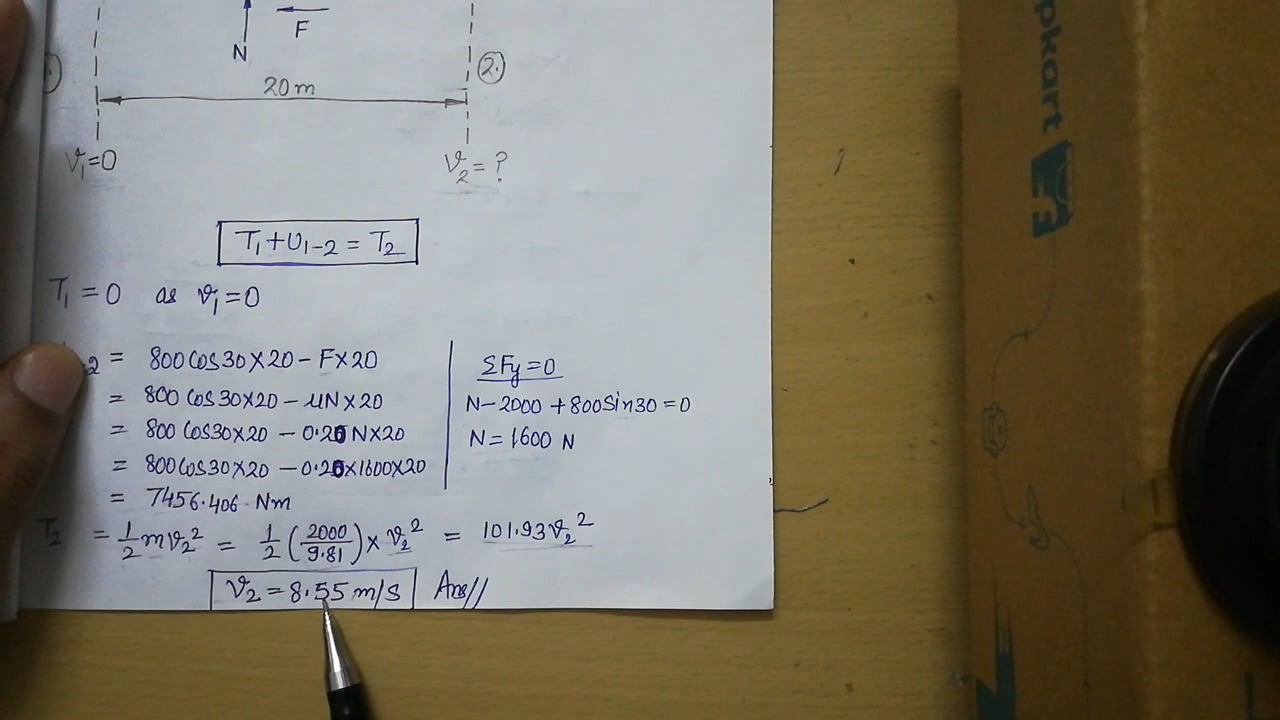 N
F
20 m
2.
v₁=0
v₂ = ?
T₁+U₁₋₂ = T₂
T₁ = 0 as v₁=0
₂ = 800 Cos 30 × 20 − F × 20
= 800 Cos 30 × 20 − μN × 20
= 800 Cos 30 × 20 − 0.20 N × 20
= 800 Cos 30 × 20 − 0.20 × 1600 × 20
= 7456.406 Nm
ΣFy = 0
N − 2000 + 800 Sin 30 = 0
N = 1600 N
T₂ = 1/2 m v₂² = 1/2 (2000/9.81) × v₂² = 101.93 v₂²
v₂ = 8.55 m/s Ans//
pkart